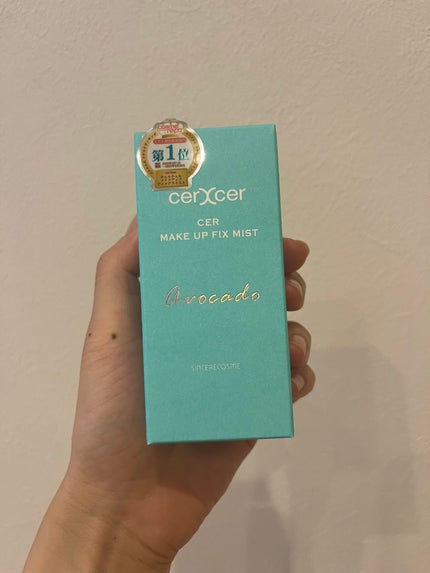 第1位
cerXcer
CER
MAKE UP FIX MIST
Avocado
SINCERECOSME